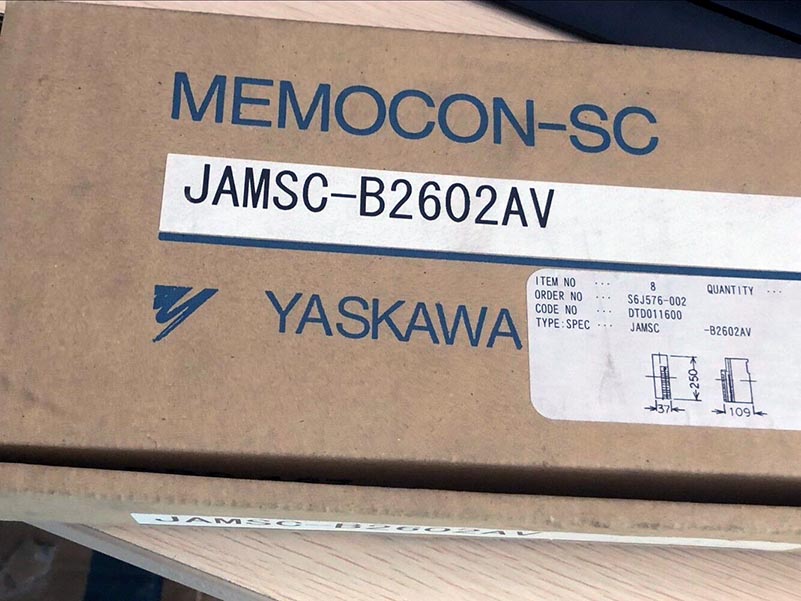 MEMOCON-SC
JAMSC-B2602AV
YASKAWA
ITEM NO ··· 8 QUANTITY ···
ORDER NO ··· S6J576-002
CODE NO ··· DTD011600
TYPE:SPEC ··· JAMSC -B2602AV
250
37
109
JAMSC-B2602AV